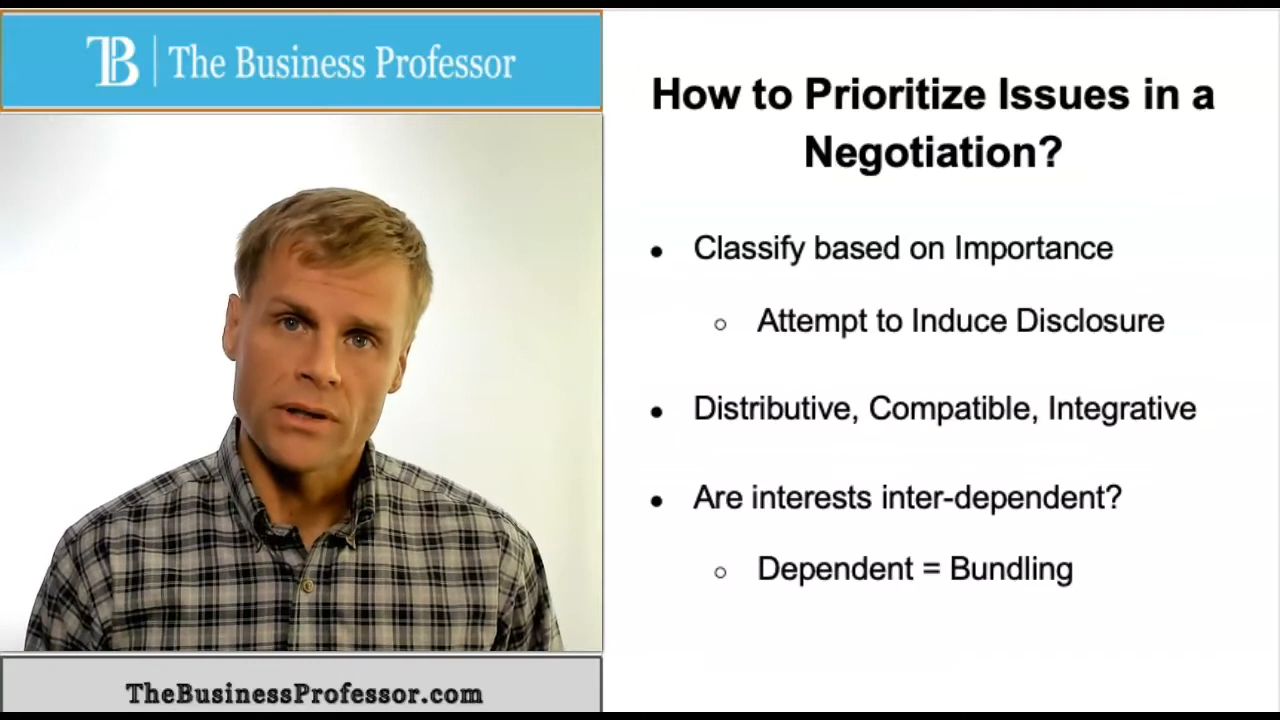 TB | The Business Professor
How to Prioritize Issues in a
Negotiation?
● Classify based on Importance
○ Attempt to Induce Disclosure
● Distributive, Compatible, Integrative
● Are interests inter-dependent?
○ Dependent = Bundling
TheBusinessProfessor.com